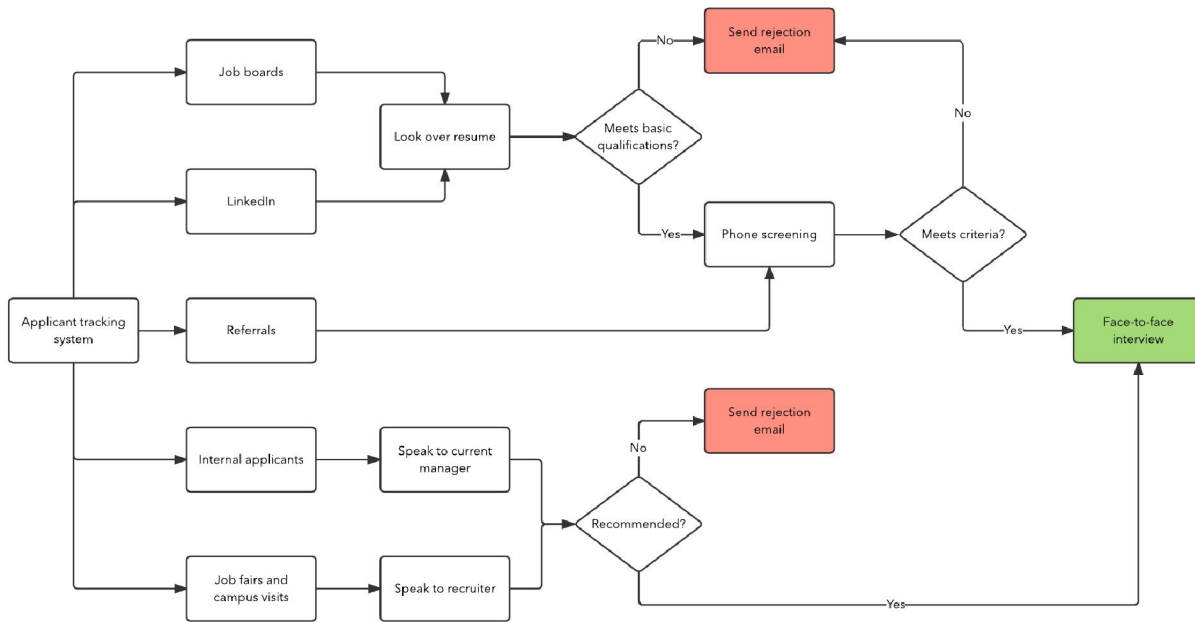 Job boards
LinkedIn
Applicant tracking
system
Referrals
Internal applicants
Job fairs and
campus visits
Look over resume
Speak to current
manager
Speak to recruiter
Meets basic
qualifications?
No
Yes
Send rejection
email
Phone screening
Meets criteria?
No
Yes
Face-to-face
interview
Recommended?
No
Send rejection
email
Yes